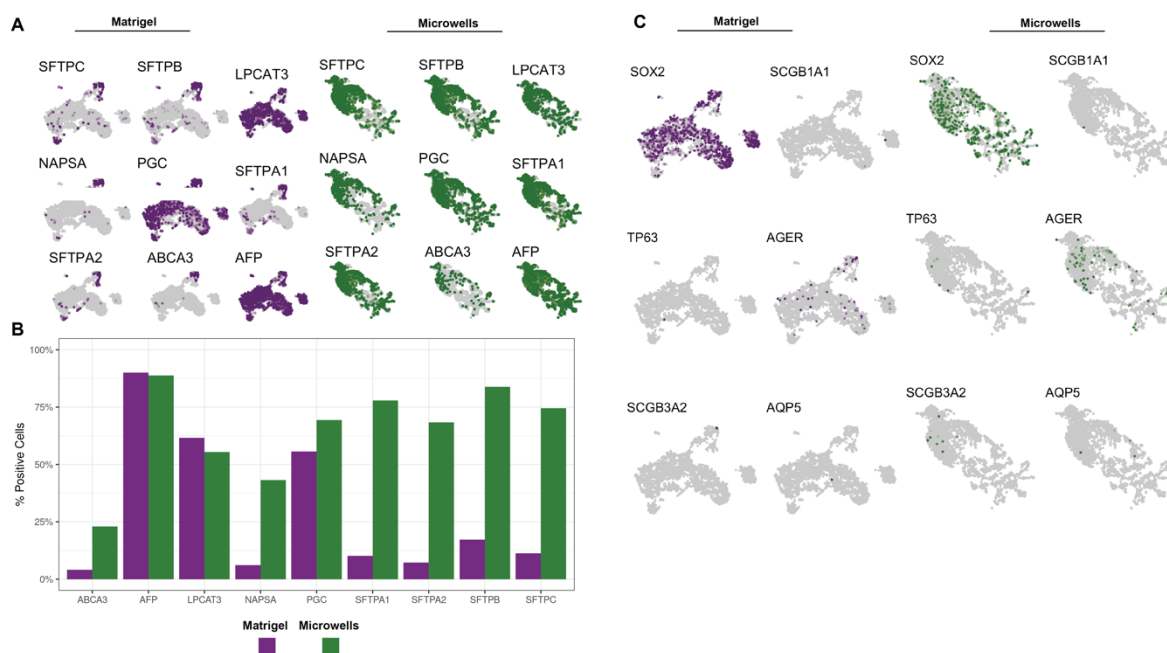 A
Matrigel
Microwells
SFTPC SFTPB LPCAT3 SFTPC SFTPB LPCAT3
NAPSA PGC SFTPA1 NAPSA PGC SFTPA1
SFTPA2 ABCA3 AFP SFTPA2 ABCA3 AFP
B
% Positive Cells
100%
75%
50%
25%
0%
ABCA3 AFP LPCAT3 NAPSA PGC SFTPA1 SFTPA2 SFTPB SFTPC
Matrigel Microwells
C
Matrigel
Microwells
SOX2 SCGB1A1 SOX2 SCGB1A1
TP63 AGER TP63 AGER
SCGB3A2 AQP5 SCGB3A2 AQP5